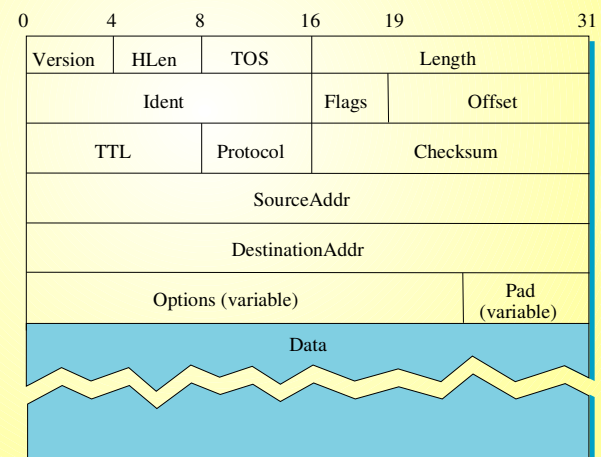 0 4 8 16 19 31
Version HLen TOS Length
Ident Flags Offset
TTL Protocol Checksum
SourceAddr
DestinationAddr
Options (variable) Pad
(variable)
Data